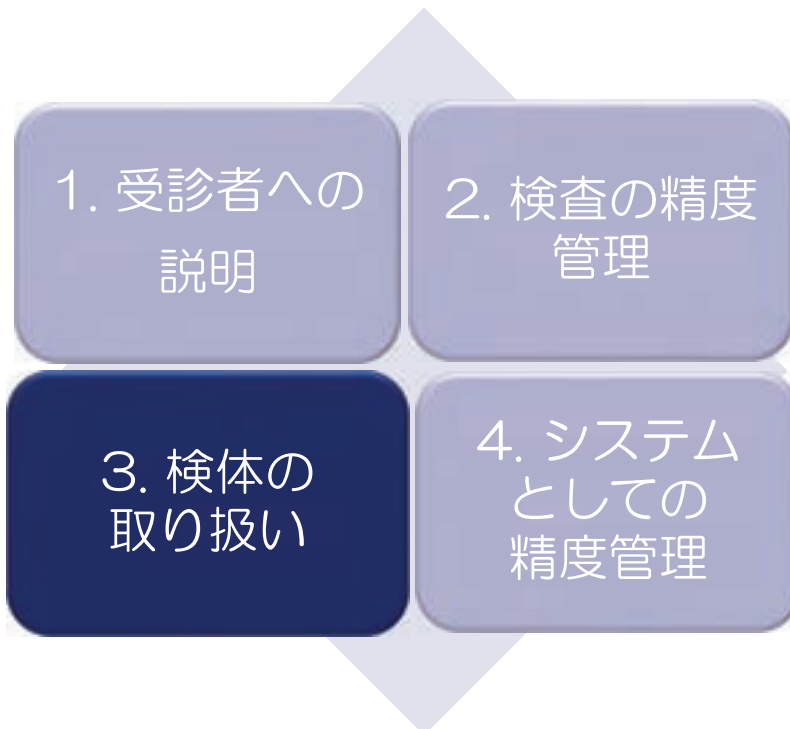 1. 受診者への
説明
2. 検査の精度
管理
3. 検体の
取り扱い
4. システム
としての
精度管理